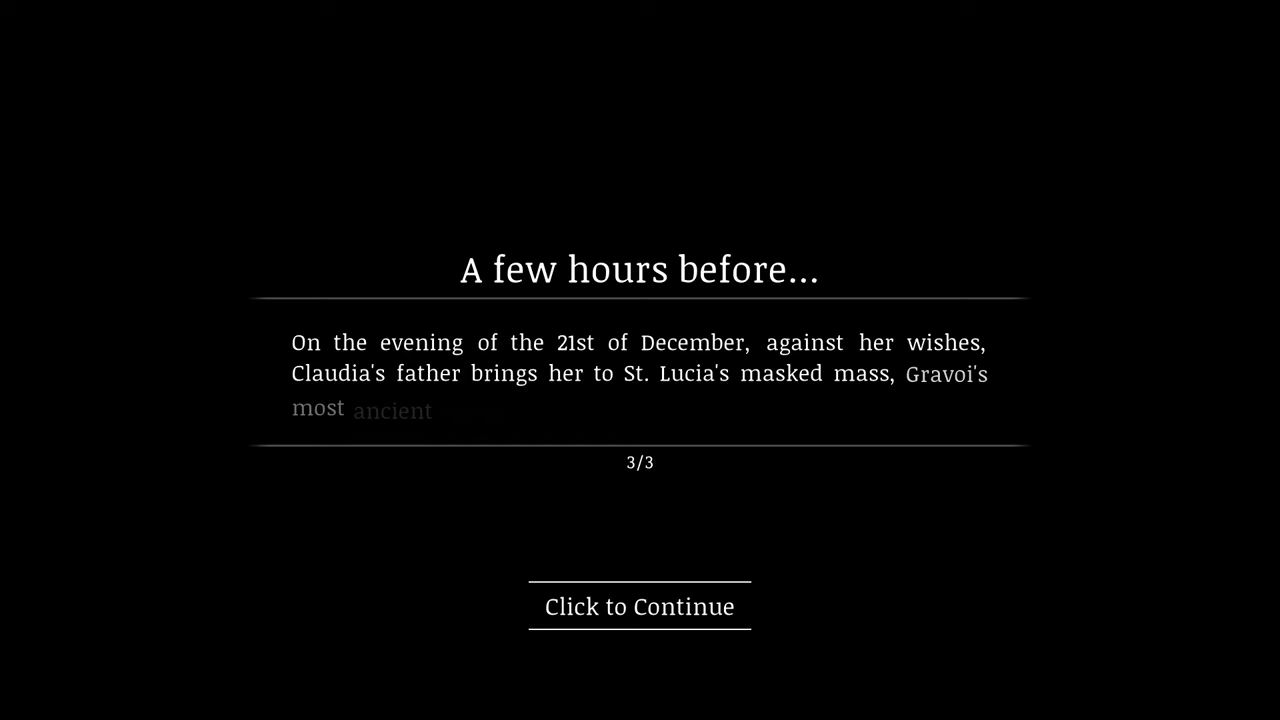 A few hours before...
On the evening of the 21st of December, against her wishes,
Claudia's father brings her to St. Lucia's masked mass, Gravoi's
most ancient
3/3
Click to Continue